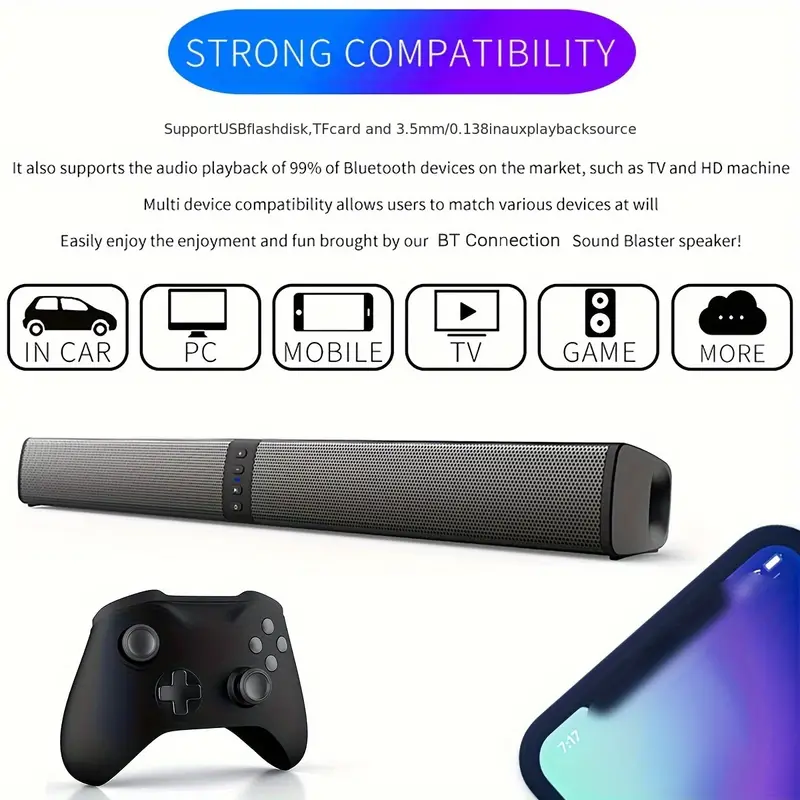 STRONG COMPATIBILITY
SupportUSBflashdisk,TFcard and 3.5mm/0.138inauxplaybacksource
It also supports the audio playback of 99% of Bluetooth devices on the market, such as TV and HD machine
Multi device compatibility allows users to match various devices at will
Easily enjoy the enjoyment and fun brought by our BT Connection Sound Blaster speaker!
IN CAR
PC
MOBILE
TV
GAME
MORE
7:17